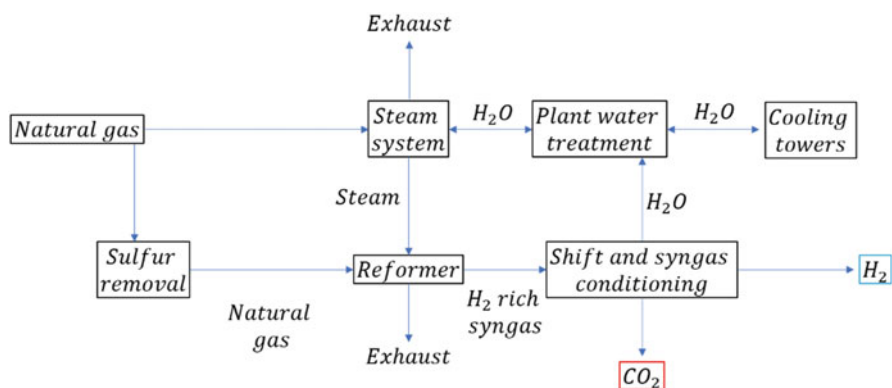 Exhaust
Natural gas
Steam
system
H₂O
Plant water
treatment
H₂O
Cooling
towers
Steam
H₂O
Sulfur
removal
Natural
gas
Reformer
H₂ rich
syngas
Shift and syngas
conditioning
H₂
Exhaust
CO₂